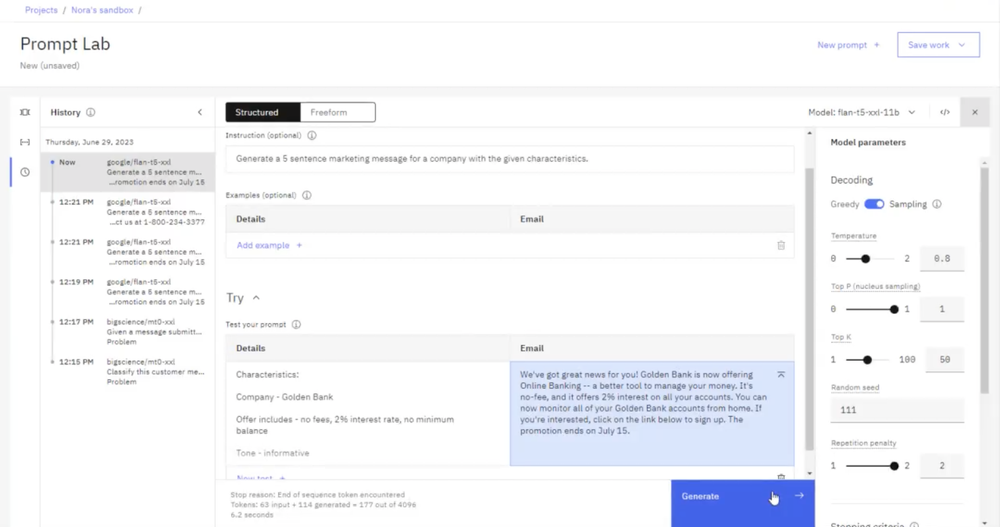 Projects / Nora's sandbox /
Prompt Lab
New prompt +
Save work
New (unsaved)
History
Structured
Freeform
Model: flan-t5-xxl-11b
</>
Thursday, June 29, 2023
Now
google/flan-t5-xxl
Generate a 5 sentence m...
...romotion ends on July 15
12:21 PM
google/flan-t5-xxl
Generate a 5 sentence m...
...ct us at 1-800-234-3377
12:21 PM
google/flan-t5-xxl
Generate a 5 sentence m...
...romotion ends on July 15
12:19 PM
google/flan-t5-xxl
Generate a 5 sentence m...
...romotion ends on July 15
12:17 PM
bigscience/mt0-xxl
Given a message submitt...
Problem
12:15 PM
bigscience/mt0-xxl
Classify this customer me...
Problem
Instruction (optional)
Generate a 5 sentence marketing message for a company with the given characteristics.
Examples (optional)
Details
Email
Add example +
Try
Test your prompt
Details
Email
Characteristics:
Company - Golden Bank
Offer includes - no fees, 2% interest rate, no minimum
balance
Tone - informative
We've got great news for you! Golden Bank is now offering
Online Banking -- a better tool to manage your money. It's
no-fee, and it offers 2% interest on all your accounts. You can
now monitor all of your Golden Bank accounts from home. If
you're interested, click on the link below to sign up. The
promotion ends on July 15.
New test +
Stop reason: End of sequence token encountered
Tokens: 63 input + 114 generated = 177 out of 4096
6.2 seconds
Generate
Model parameters
Decoding
Greedy
Sampling
Temperature
0 2 0.8
Top P (nucleus sampling)
0 1 1
Top K
1 100 50
Random seed
111
Repetition penalty
1 2 2
Stopping criteria